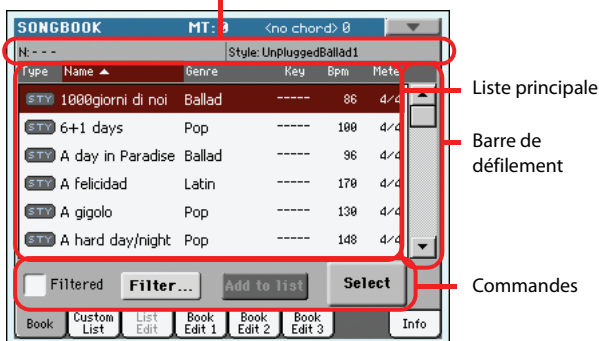 SONGBOOK MT: 0 <no chord> 0
N: - - - Style: UnpluggedBallad1
Type Name Genre Key Bpm Mete
STY 1000giorni di noi Ballad ----- 86 4/4
STY 6+1 days Pop ----- 100 4/4
STY A day in Paradise Ballad ----- 96 4/4
STY A felicidad Latin ----- 170 4/4
STY A gigolo Pop ----- 130 4/4
STY A hard day/night Pop ----- 148 4/4
Filtered Filter... Add to list Select
Book Custom List List Edit Book Edit 1 Book Edit 2 Book Edit 3 Info
Liste principale
Barre de
défilement
Commandes